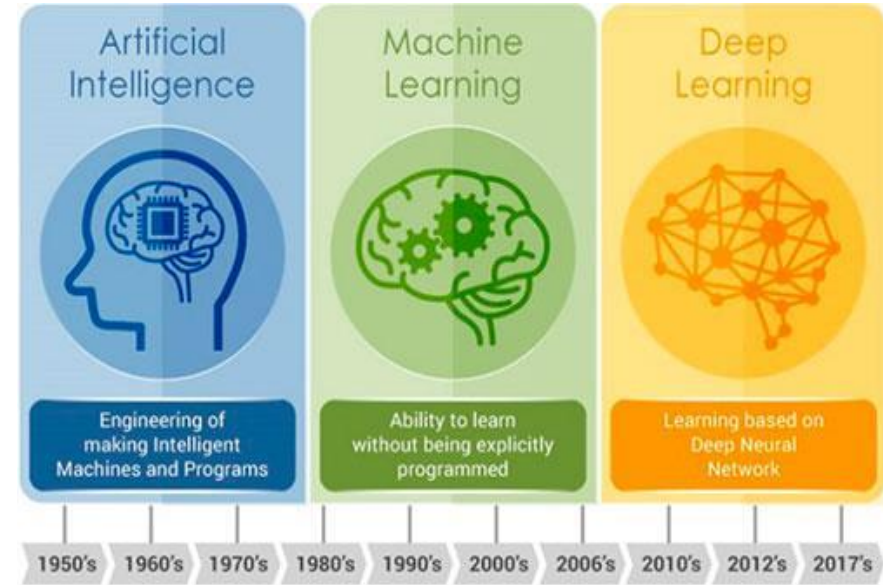 Artificial
Intelligence
Engineering of
making Intelligent
Machines and Programs
Machine
Learning
Ability to learn
without being explicitly
programmed
Deep
Learning
Learning based on
Deep Neural
Network
1950's 1960's 1970's 1980's 1990's 2000's 2006's 2010's 2012's 2017's